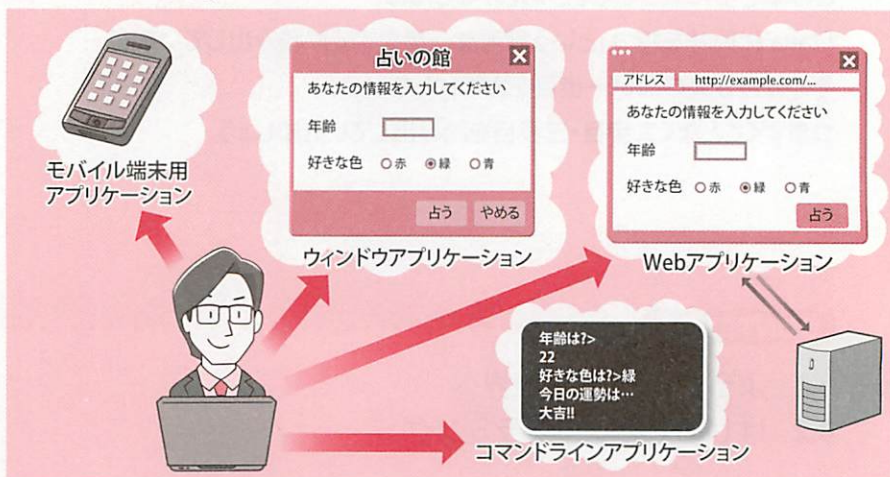 モバイル端末用
アプリケーション
占いの館
あなたの情報を入力してください
年齢
好きな色 赤 緑 青
占う やめる
ウィンドウアプリケーション
アドレス http://example.com/...
あなたの情報を入力してください
年齢
好きな色 赤 緑 青
占う
Webアプリケーション
年齢は?>
22
好きな色は?>緑
今日の運勢は…
大吉!!
コマンドラインアプリケーション